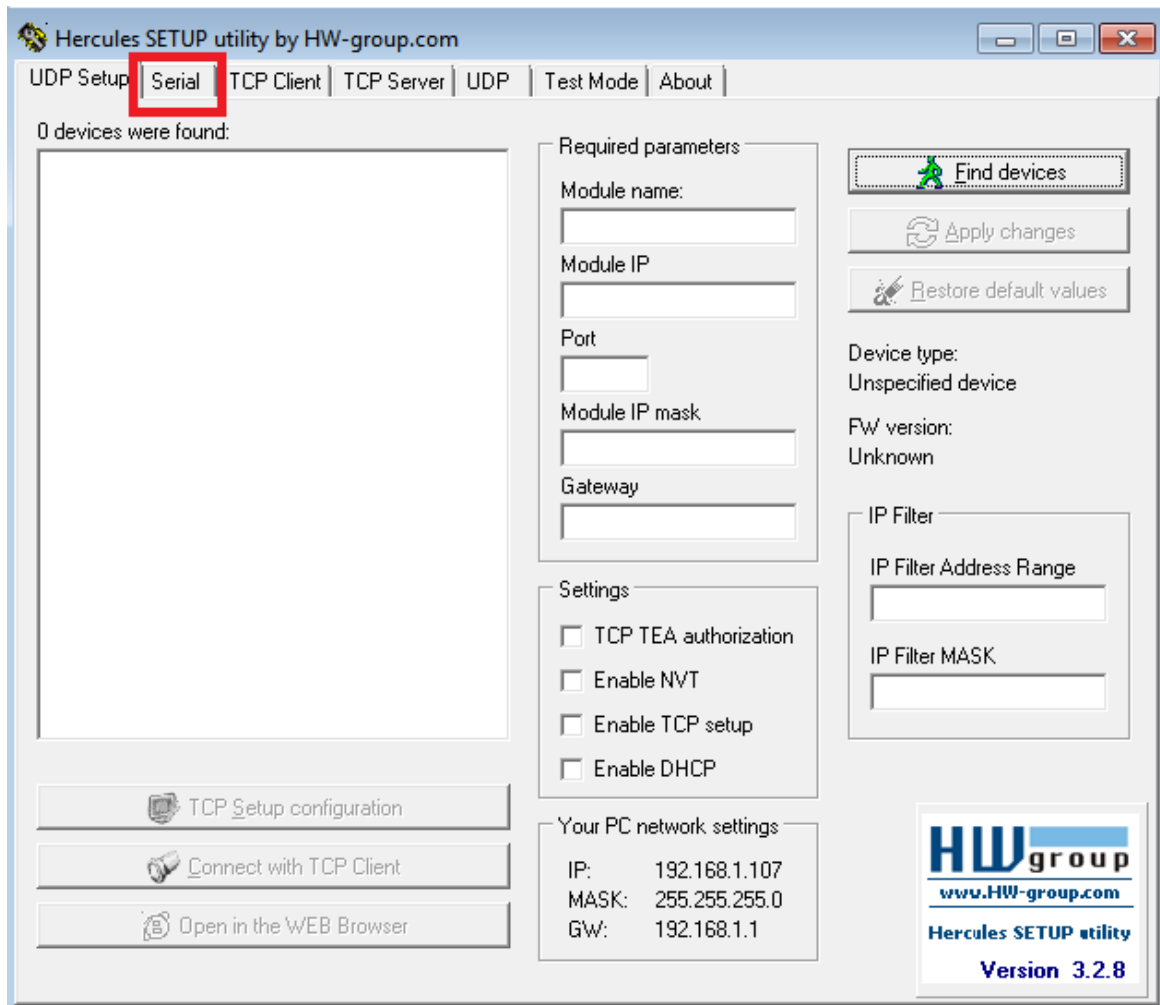 Hercules SETUP utility by HW-group.com
UDP Setup Serial TCP Client TCP Server UDP Test Mode About
0 devices were found:
Required parameters
Module name:
Module IP
Port
Module IP mask
Gateway
Settings
TCP TEA authorization
Enable NVT
Enable TCP setup
Enable DHCP
Your PC network settings
IP: 192.168.1.107
MASK: 255.255.255.0
GW: 192.168.1.1
Find devices
Apply changes
Restore default values
Device type:
Unspecified device
FW version:
Unknown
IP Filter
IP Filter Address Range
IP Filter MASK
TCP Setup configuration
Connect with TCP Client
Open in the WEB Browser
HW group
www.HW-group.com
Hercules SETUP utility
Version 3.2.8